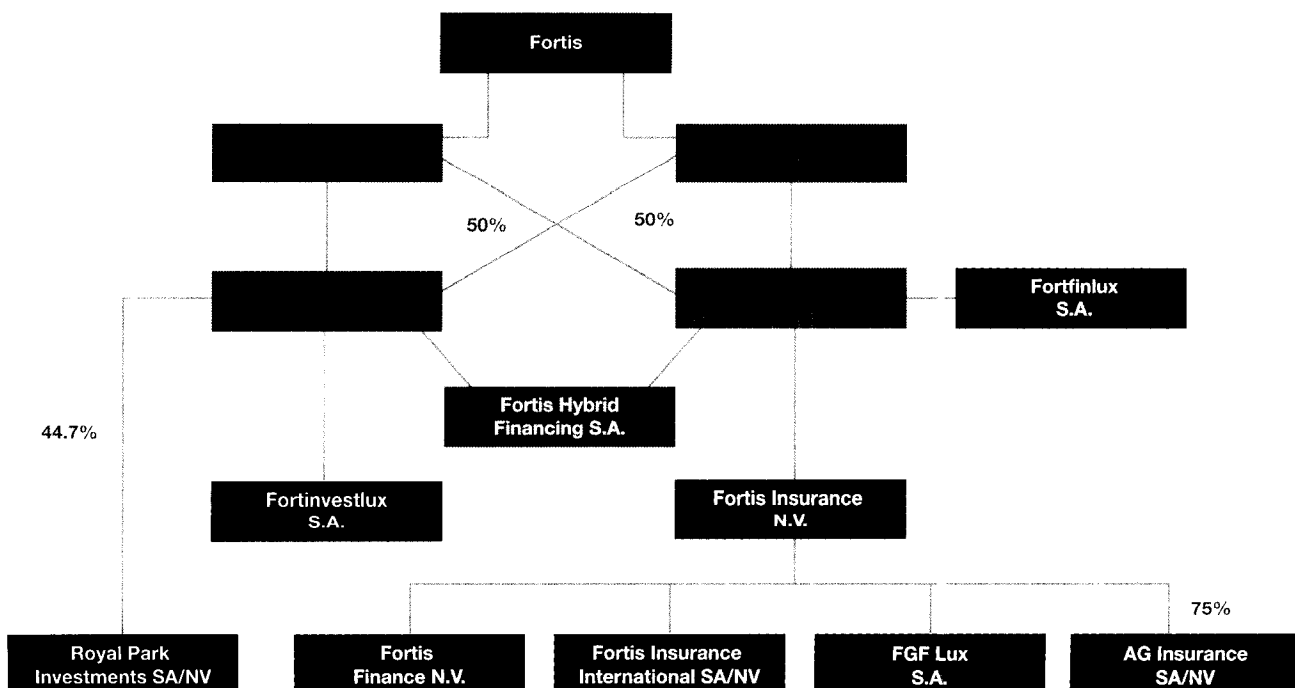 Fortis
50%
50%
Fortfinlux
S.A.
Fortis Hybrid
Financing S.A.
44.7%
Fortinvestlux
S.A.
Fortis Insurance
N.V.
75%
Royal Park
Investments SA/NV
Fortis
Finance N.V.
Fortis Insurance
International SA/NV
FGF Lux
S.A.
AG Insurance
SA/NV